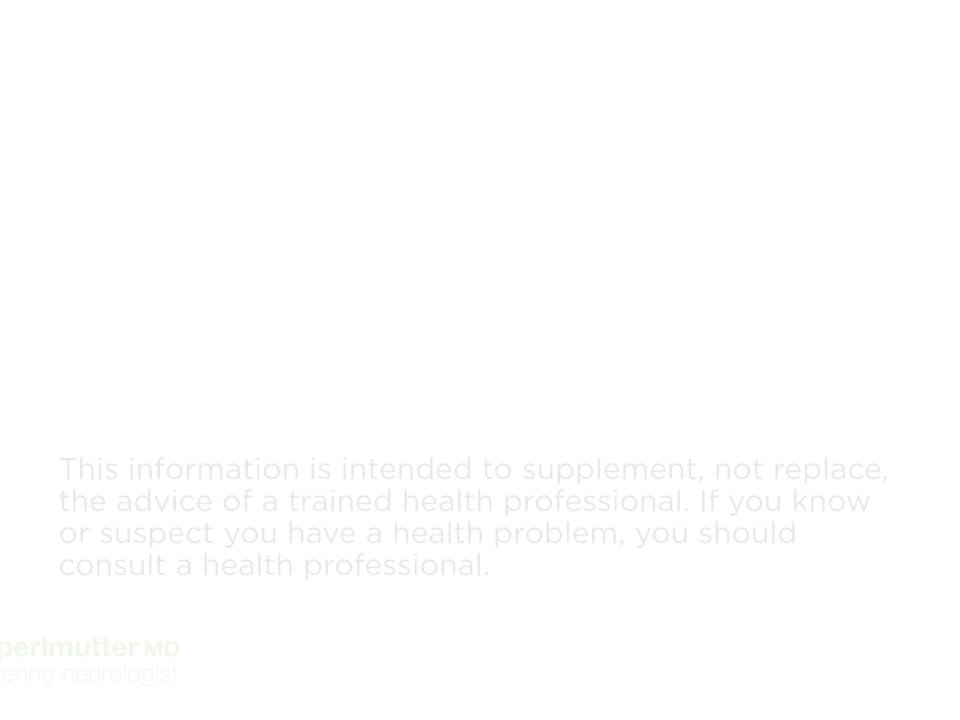 This information is intended to supplement, not replace,
the advice of a trained health professional. If you know
or suspect you have a health problem, you should
consult a health professional.
perlmutter MD
ering neurologist